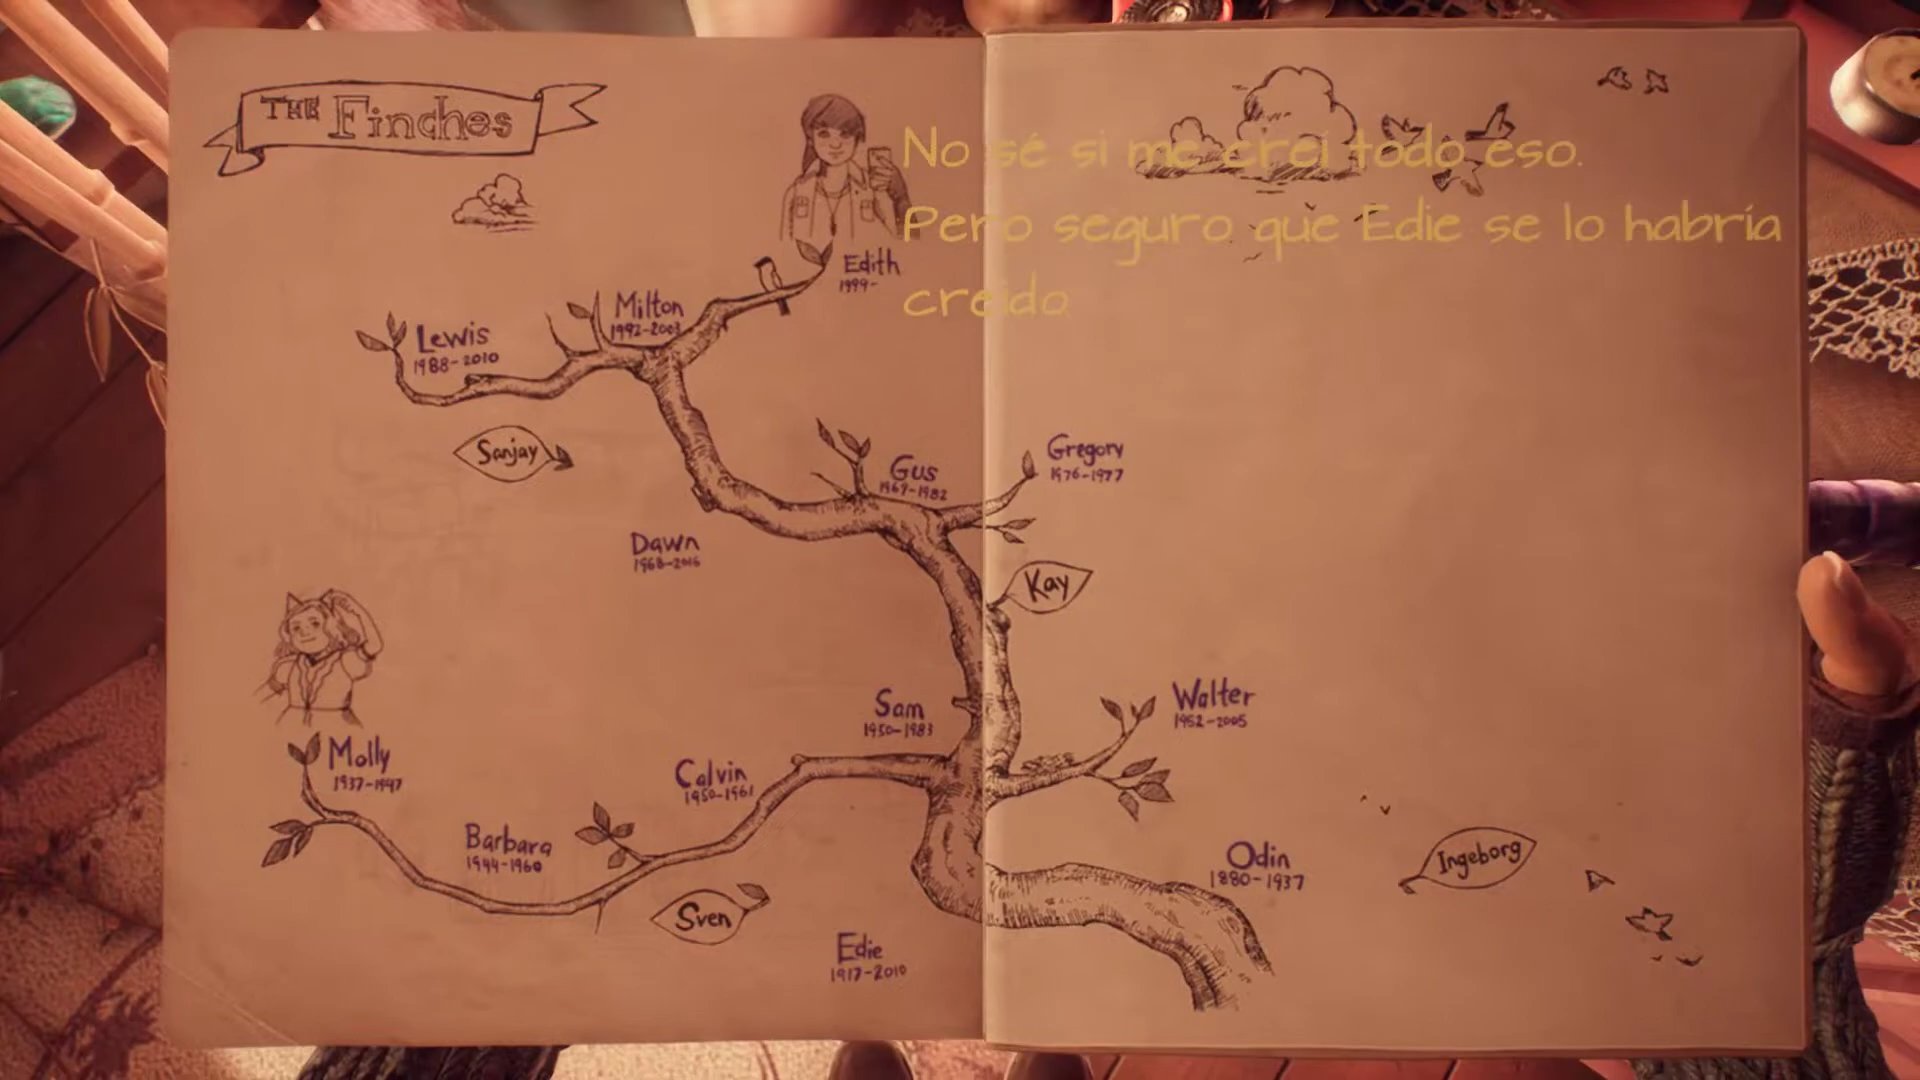 THE Finches
No sé si me creí todo eso.
Pero seguro que Edie se lo habría
creído.
Edith
1999-
Milton
1992-2003
Lewis
1988-2010
Sanjay
Gus
1969-1982
Gregory
1976-1977
Dawn
1968-2016
Kay
Sam
1950-1983
Walter
1952-2005
Molly
1937-1947
Calvin
1950-1961
Barbara
1944-1960
Sven
Odin
1880-1937
Ingeborg
Edie
1917-2010